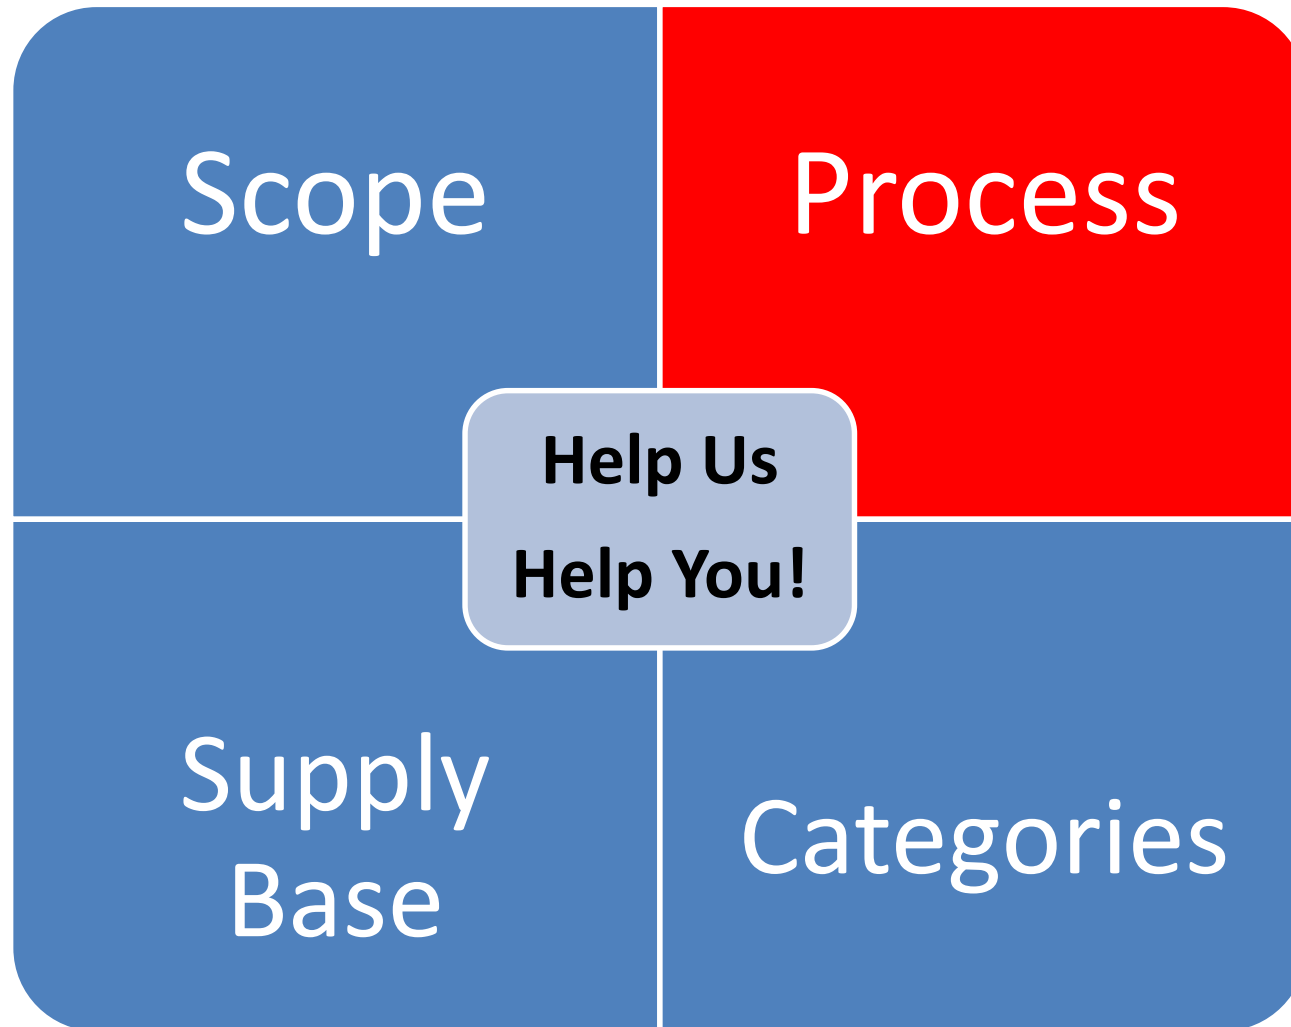 Scope
Process
Help Us
Help You!
Supply
Base
Categories